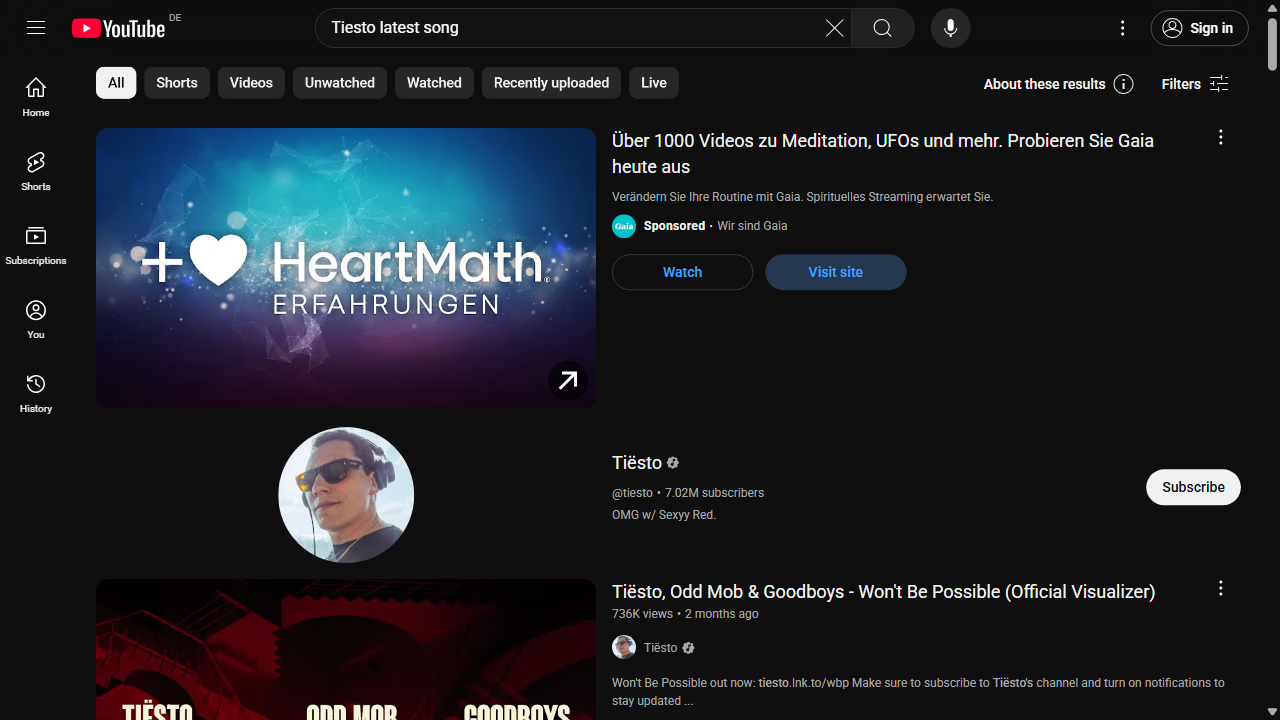 YouTube DE
Tiesto latest song
Sign in
Home
Shorts
Subscriptions
You
History
All
Shorts
Videos
Unwatched
Watched
Recently uploaded
Live
About these results
Filters
+ HeartMath®
ERFAHRUNGEN
Über 1000 Videos zu Meditation, UFOs und mehr. Probieren Sie Gaia
heute aus
Verändern Sie Ihre Routine mit Gaia. Spirituelles Streaming erwartet Sie.
Gaia
Sponsored · Wir sind Gaia
Watch
Visit site
Tiësto
@tiesto • 7.02M subscribers
OMG w/ Sexyy Red.
Subscribe
TIËSTO
ODD MOB
GOODBOYS
Tiësto, Odd Mob & Goodboys - Won't Be Possible (Official Visualizer)
736K views • 2 months ago
Tiësto
Won't Be Possible out now: tiesto.lnk.to/wbp Make sure to subscribe to Tiësto's channel and turn on notifications to
stay updated ...